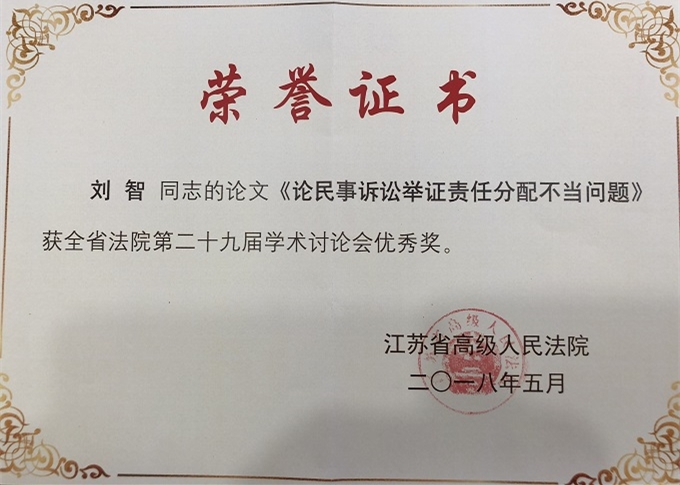 荣誉证书
刘 智 同志的论文《论民事诉讼举证责任分配不当问题》
获全省法院第二十九届学术讨论会优秀奖。
江苏省高级人民法院
二〇一八年五月